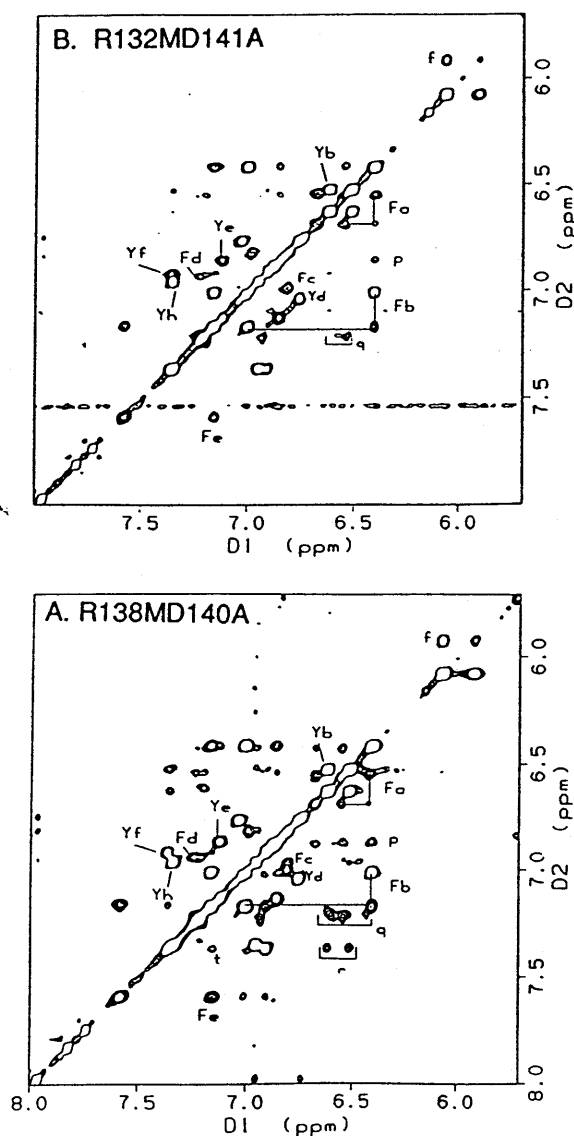 B. R132MD141A
f
Yb
Fa
Ye
Yf
Fd
P
Yh
Fc
Yd
Fb
q
Fe
6.0
6.5
7.0
7.5
D2 (ppm)
7.5
7.0
6.5
6.0
D1 (ppm)
A. R138MD140A
f
Yb
Fa
Ye
Yf
Fd
P
Fc
Yh
Yd
Fb
q
t
r
Fe
6.0
6.5
7.0
7.5
8.0
D2 (ppm)
8.0
7.5
7.0
6.5
6.0
D1 (ppm)